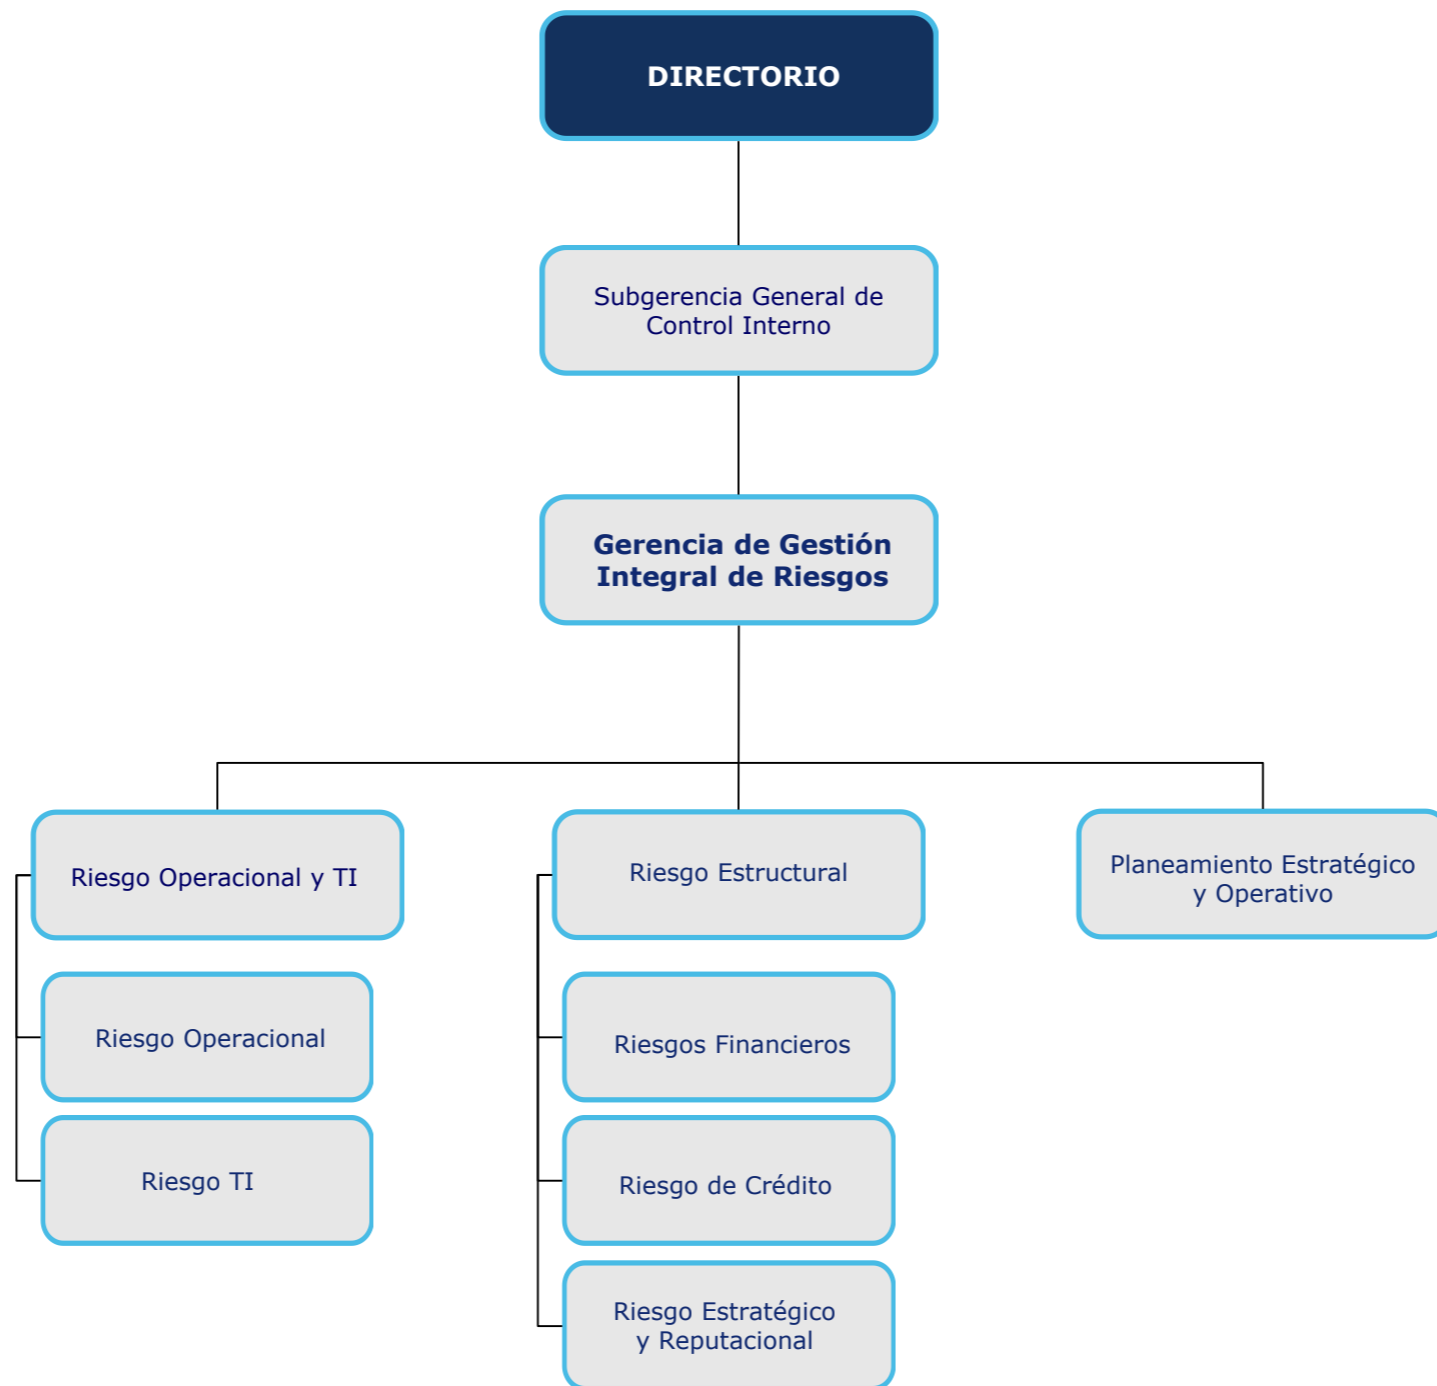 DIRECTORIO
Subgerencia General de
Control Interno
Gerencia de Gestión
Integral de Riesgos
Riesgo Operacional y TI
Riesgo Operacional
Riesgo TI
Riesgo Estructural
Riesgos Financieros
Riesgo de Crédito
Riesgo Estratégico
y Reputacional
Planeamiento Estratégico
y Operativo